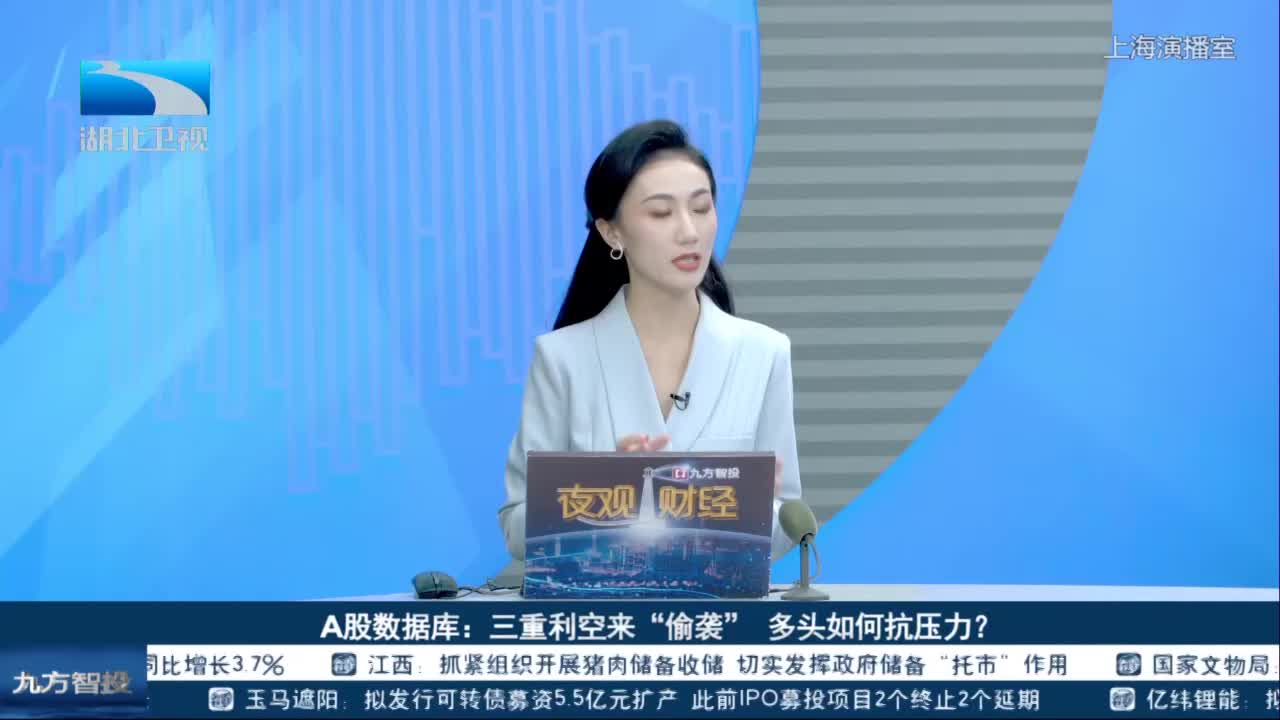 上海演播室
湖北卫视
九方智投
夜观财经
A股数据库：三重利空来“偷袭” 多头如何抗压力？
同比增长3.7% 江西：抓紧组织开展猪肉储备收储 切实发挥政府储备“托市”作用 国家文物局：
九方智投
玉马遮阳：拟发行可转债募资5.5亿元扩产 此前IPO募投项目2个终止2个延期 亿纬锂能：拟